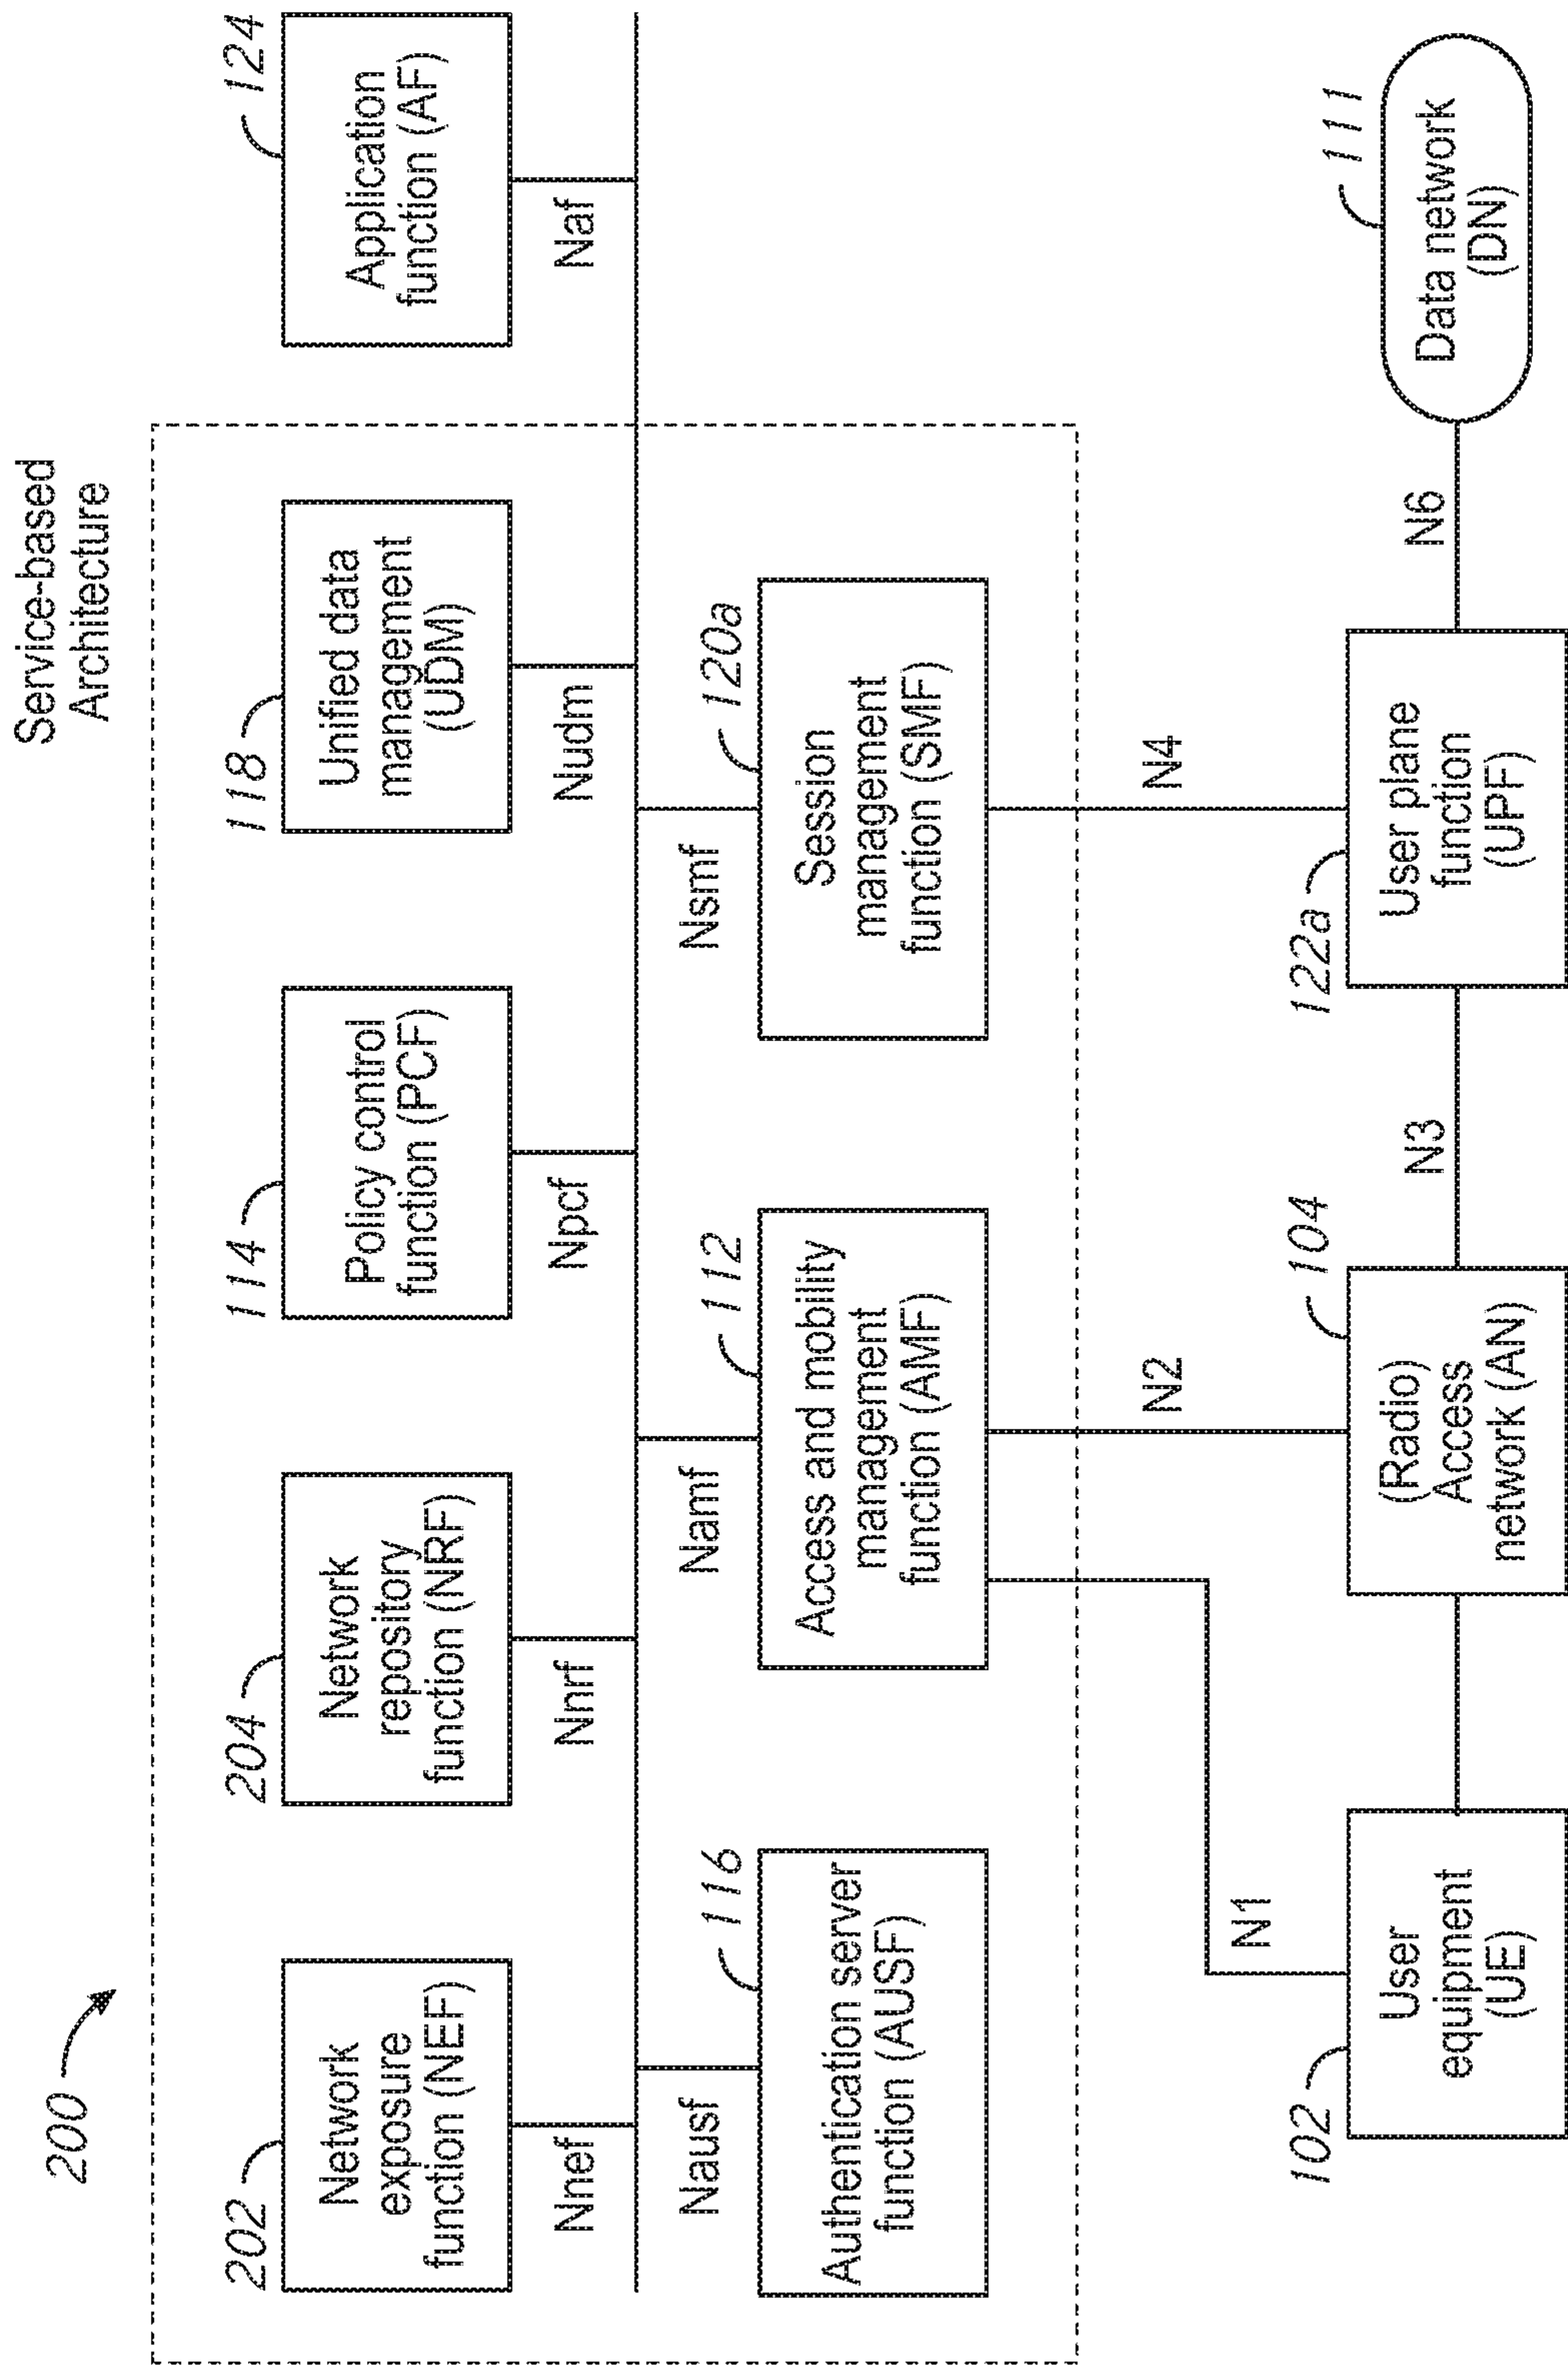 200
Service-based
Architecture
202
Network
exposure
function (NEF)
Nnef
204
Network
repository
function (NRF)
Nnrf
114
Policy control
function (PCF)
Npcf
118
Unified data
management
(UDM)
Nudm
124
Application
function (AF)
Naf
Nausf
116
Authentication server
function (AUSF)
Namf
112
Access and mobility
management
function (AMF)
Nsmf
120a
Session
management
function (SMF)
N1
N2
N4
102
User
equipment
(UE)
104
(Radio)
Access
network (AN)
N3
122a
User plane
function
(UPF)
N6
111
Data network
(DN)